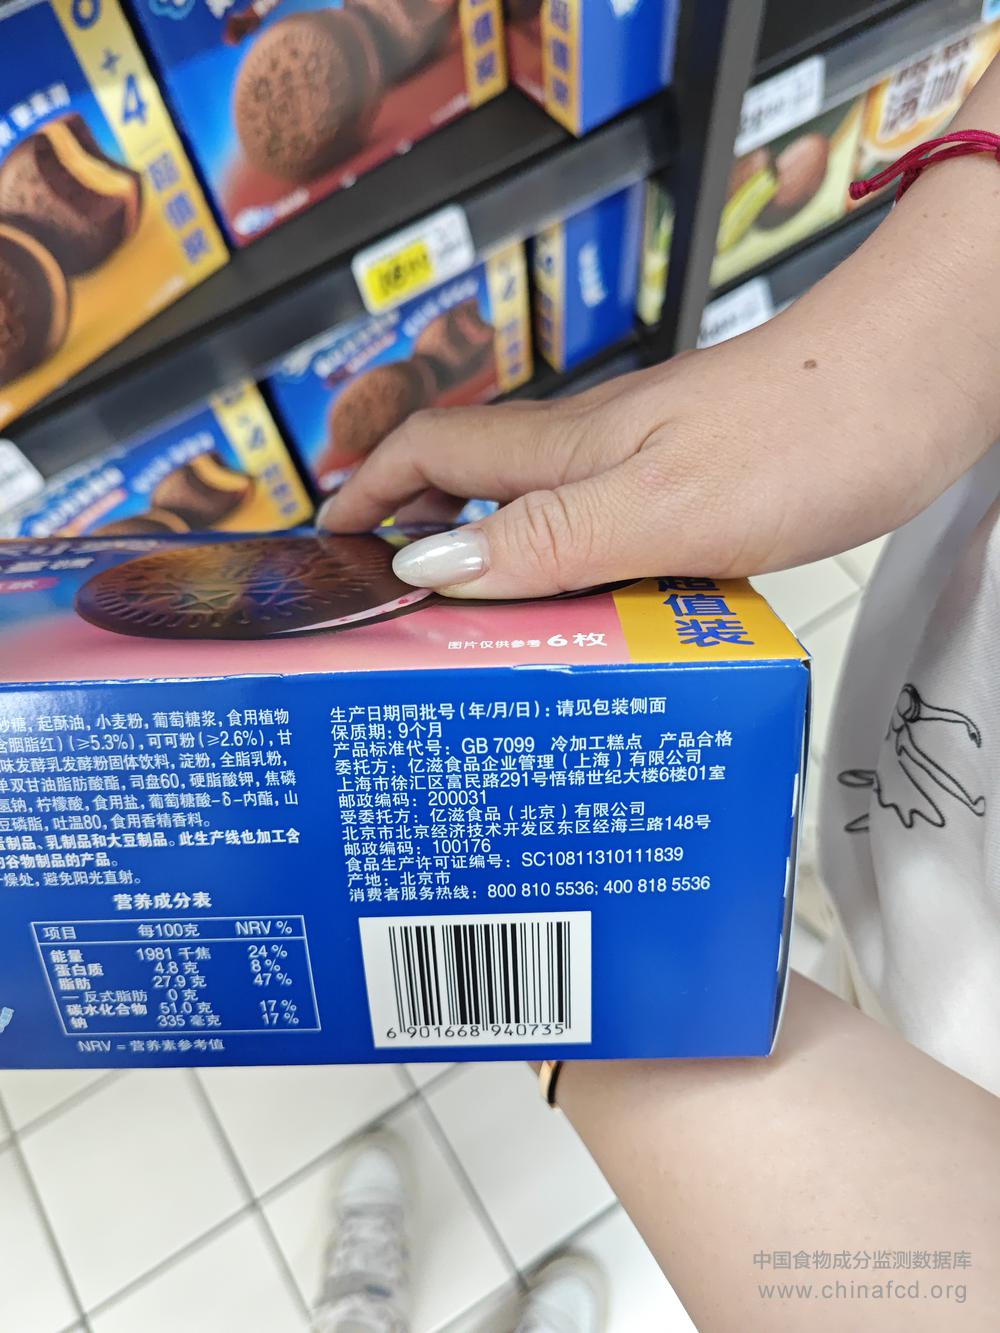 +4
超值装
图片仅供参考 6枚
超值装
砂糖, 起酥油, 小麦粉, 葡萄糖浆, 食用植物
含胭脂红) (≥5.3%), 可可粉 (≥2.6%), 甘
味发酵乳发酵粉固体饮料, 淀粉, 全脂乳粉,
单双甘油脂肪酸酯, 司盘60, 硬脂酸钾, 焦磷
氢钠, 柠檬酸, 食用盐, 葡萄糖酸-δ-内酯, 山
豆磷脂, 吐温80, 食用香精香料。
制品、乳制品和大豆制品。此生产线也加工含
谷物制品的产品。
燥处, 避免阳光直射。
营养成分表
项目 每100克 NRV %
能量 1981 千焦 24 %
蛋白质 4.8 克 8 %
脂肪 27.9 克 47 %
— 反式脂肪 0 克
碳水化合物 51.0 克 17 %
钠 335 毫克 17 %
NRV = 营养素参考值
生产日期同批号 (年/月/日) : 请见包装侧面
保质期: 9个月
产品标准代号: GB 7099 冷加工糕点 产品合格
委托方: 亿滋食品企业管理 (上海) 有限公司
上海市徐汇区富民路291号悟锦世纪大楼6楼01室
邮政编码: 200031
受委托方: 亿滋食品 (北京) 有限公司
北京市北京经济技术开发区东区经海三路148号
邮政编码: 100176
食品生产许可证编号: SC10811310111839
产地: 北京市
消费者服务热线: 800 810 5536; 400 818 5536
6 901668 940735
中国食物成分监测数据库
www.chinafcd.org